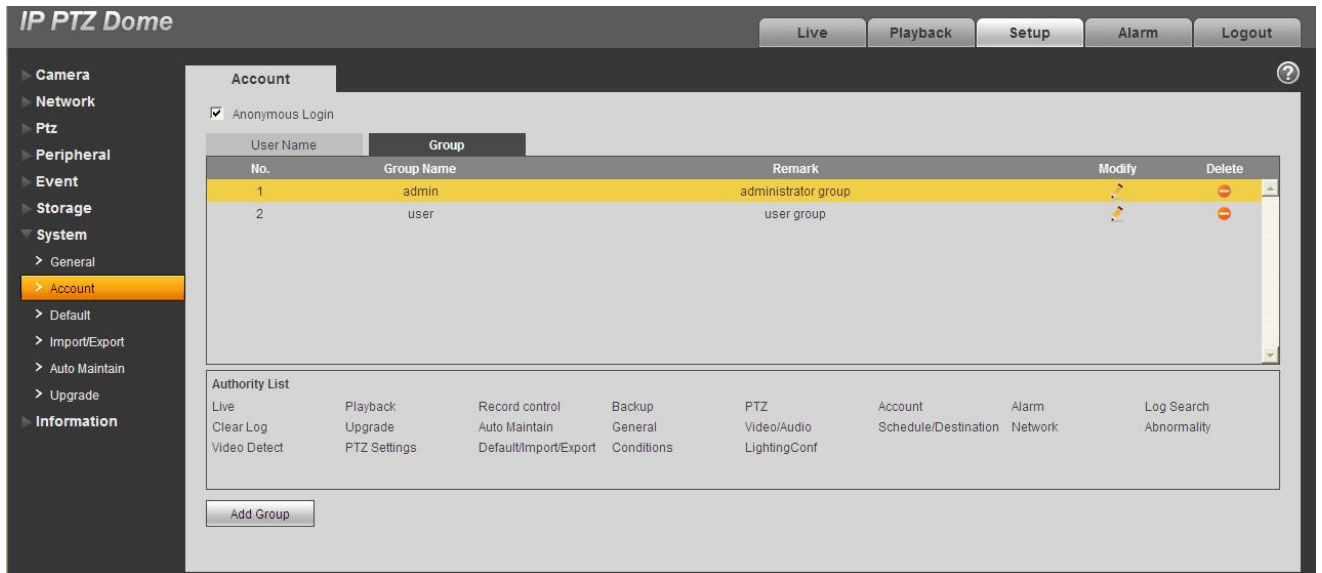 IP PTZ Dome
Live Playback Setup Alarm Logout
Camera
Network
Ptz
Peripheral
Event
Storage
System
> General
> Account
> Default
> Import/Export
> Auto Maintain
> Upgrade
Information
Account
?
Anonymous Login
User Name Group
No. Group Name Remark Modify Delete
1 admin administrator group
2 user user group
Authority List
Live Playback Record control Backup PTZ Account Alarm Log Search
Clear Log Upgrade Auto Maintain General Video/Audio Schedule/Destination Network Abnormality
Video Detect PTZ Settings Default/Import/Export Conditions LightingConf
Add Group